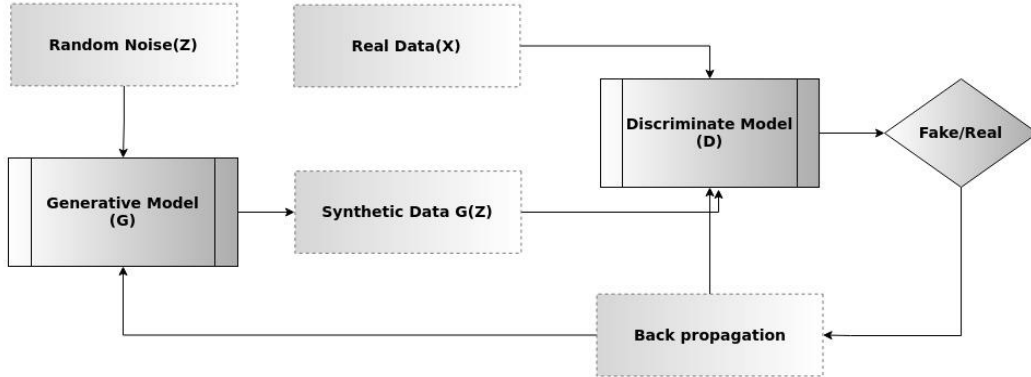 Random Noise(Z)
Real Data(X)
Discriminate Model
(D)
Fake/Real
Generative Model
(G)
Synthetic Data G(Z)
Back propagation